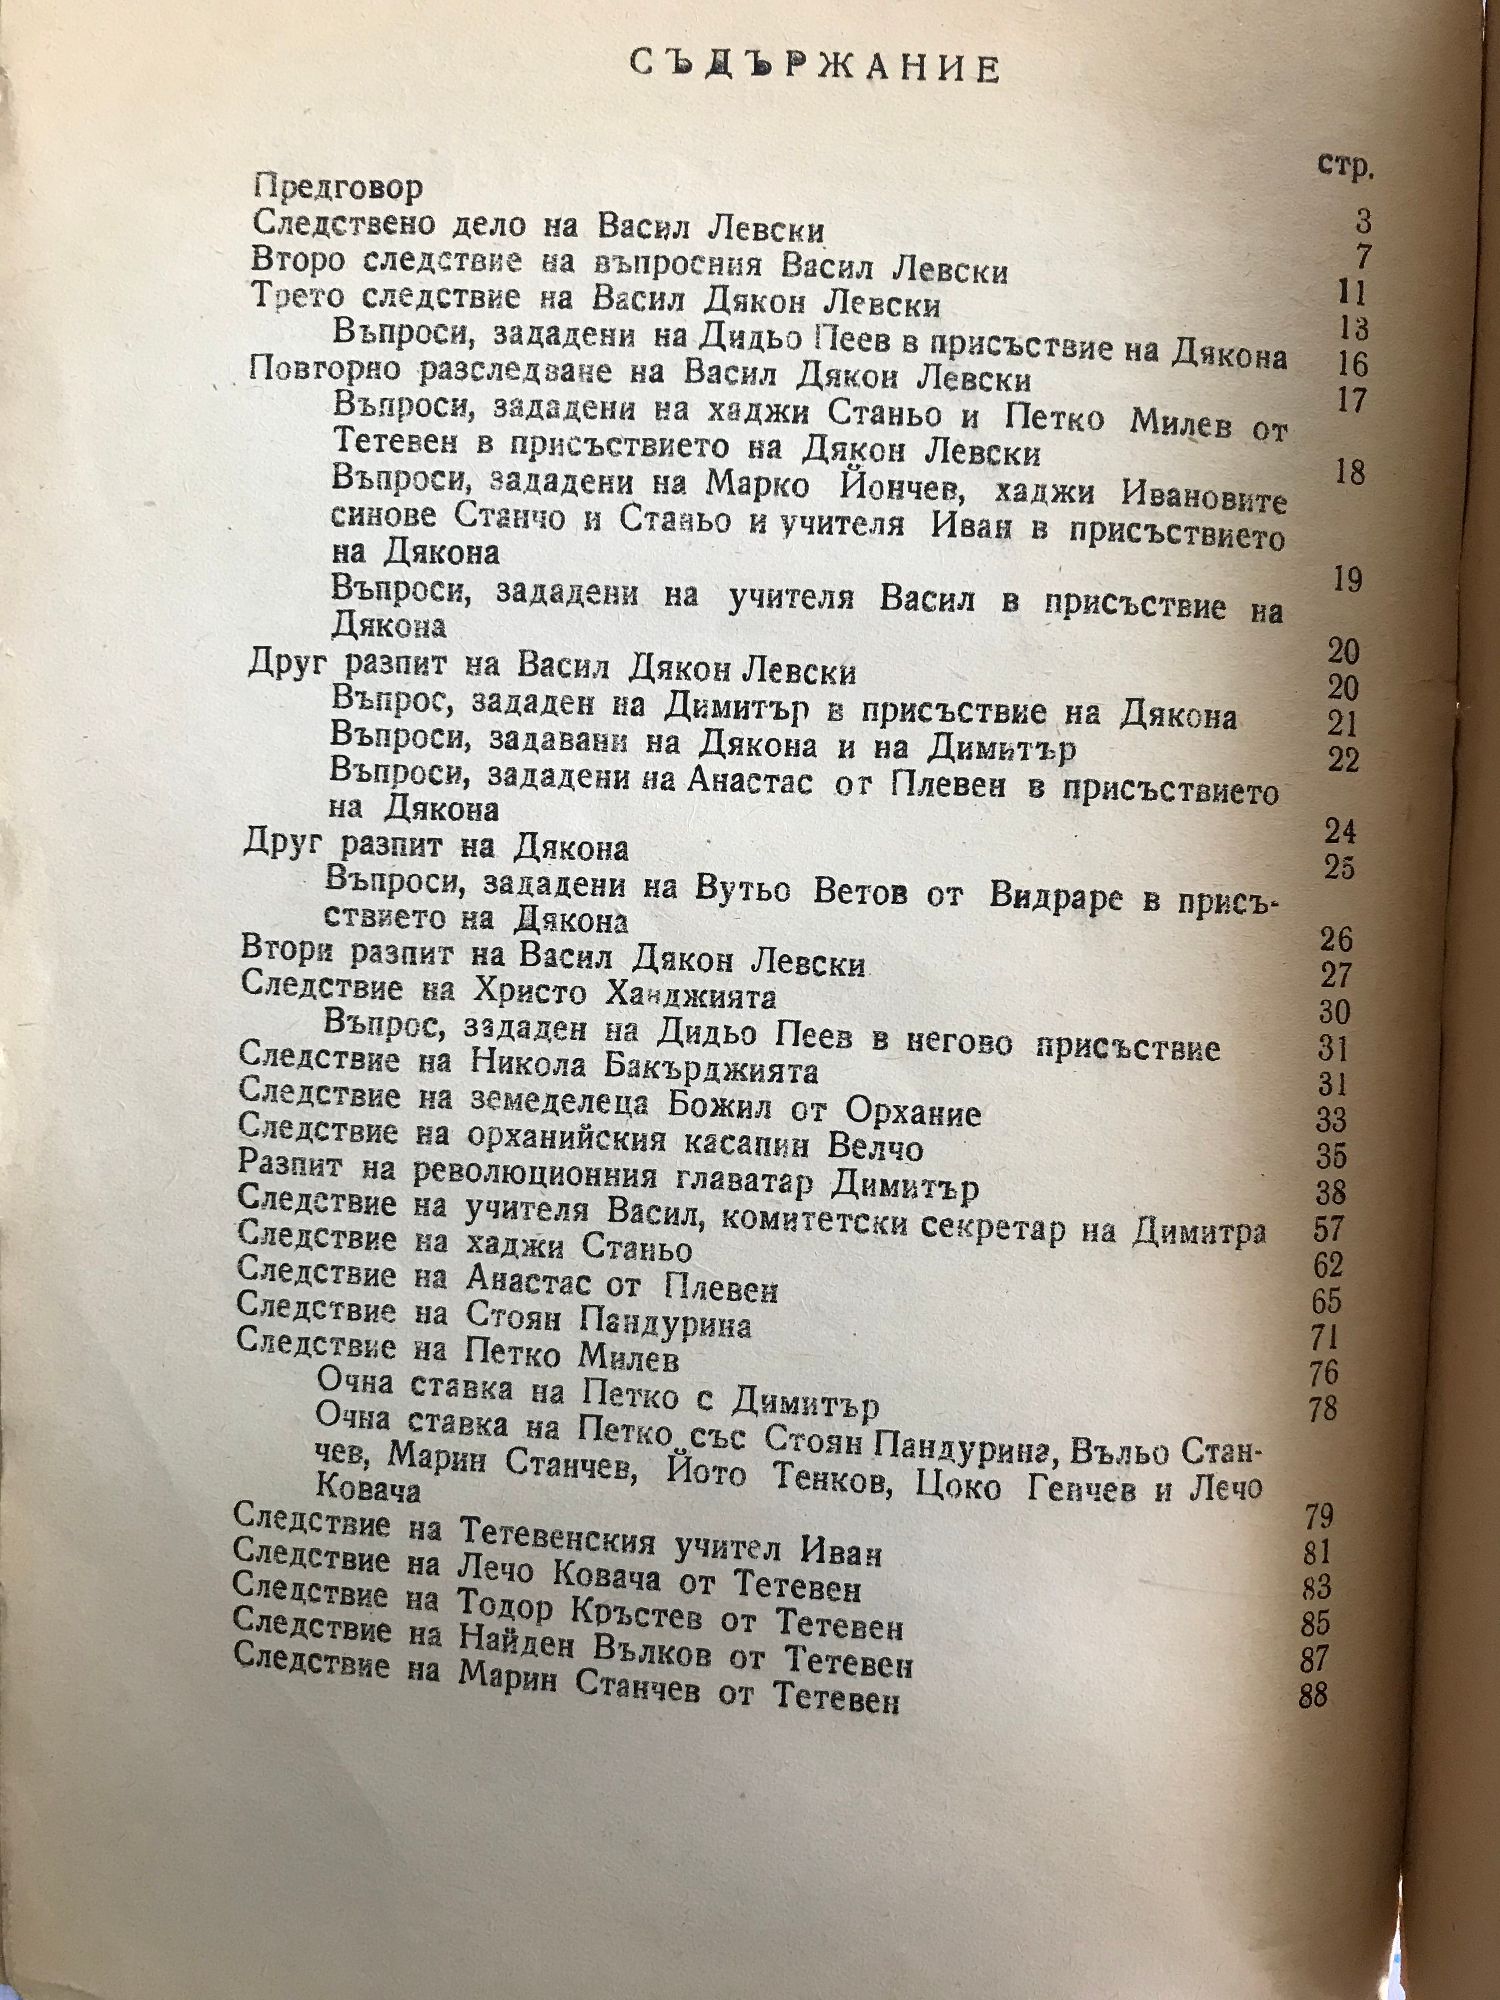 СЪДЪРЖАНИЕ
стр.
Предговор 3
Следствено дело на Васил Левски 7
Второ следствие на въпросния Васил Левски 11
Трето следствие на Васил Дякон Левски 13
Въпроси, зададени на Дидьо Пеев в присъствие на Дякона 16
Повторно разследване на Васил Дякон Левски 17
Въпроси, зададени на хаджи Станьо и Петко Милев от
Тетевен в присъствието на Дякон Левски 18
Въпроси, зададени на Марко Йончев, хаджи Ивановите
синове Станчо и Станьо и учителя Иван в присъствието
на Дякона 19
Въпроси, зададени на учителя Васил в присъствие на
Дякона 20
Друг разпит на Васил Дякон Левски 20
Въпрос, зададен на Димитър в присъствие на Дякона 21
Въпроси, задавани на Дякона и на Димитър 22
Въпроси, зададени на Анастас от Плевен в присъствието
на Дякона 24
Друг разпит на Дякона 25
Въпроси, зададени на Вутьо Ветов от Видраре в присъ-
ствието на Дякона 26
Втори разпит на Васил Дякон Левски 27
Следствие на Христо Ханджията 30
Въпрос, зададен на Дидьо Пеев в негово присъствие 31
Следствие на Никола Бакърджията 31
Следствие на земеделеца Божил от Орхание 33
Следствие на орханийския касапин Велчо 35
Разпит на революционния главатар Димитър 38
Следствие на учителя Васил, комитетски секретар на Димитра 57
Следствие на хаджи Станьо 62
Следствие на Анастас от Плевен 65
Следствие на Стоян Пандурина 71
Следствие на Петко Милев 76
Очна ставка на Петко с Димитър 78
Очна ставка на Петко със Стоян Пандурина, Въльо Стан-
чев, Марин Станчев, Йото Тенков, Цоко Генчев и Лечо
Ковача 79
Следствие на Тетевенския учител Иван 81
Следствие на Лечо Ковача от Тетевен 83
Следствие на Тодор Кръстев от Тетевен 85
Следствие на Найден Вълков от Тетевен 87
Следствие на Марин Станчев от Тетевен 88